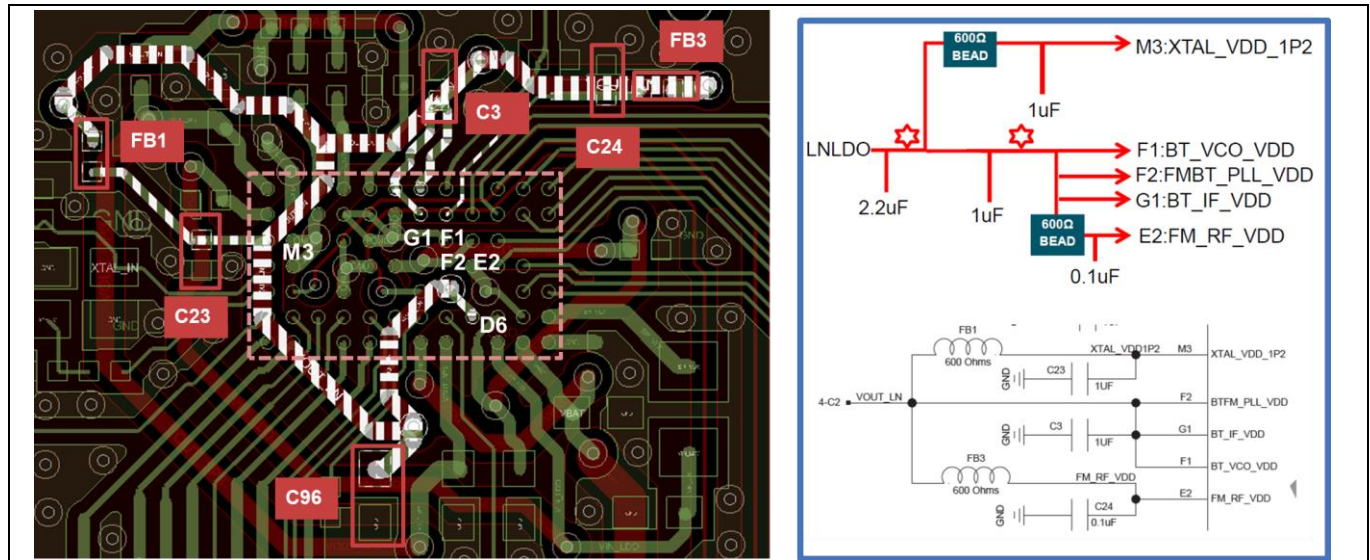 FB3
FB1
C3
C24
M3
G1 F1
F2 E2
XTAL_IN
GND
C23
D6
VBAT
C96
VIN_LDO
600Ω
BEAD
M3:XTAL_VDD_1P2
1uF
LNLDO
F1:BT_VCO_VDD
F2:FMBT_PLL_VDD
G1:BT_IF_VDD
2.2uF
1uF
600Ω
BEAD
E2:FM_RF_VDD
0.1uF
FB1
600 Ohms
XTAL_VDD1P2
M3
XTAL_VDD_1P2
GND
C23
1UF
4-C2
VOUT_LN
F2
BTFM_PLL_VDD
GND
C3
1UF
G1
BT_IF_VDD
F1
BT_VCO_VDD
FB3
600 Ohms
FM_RF_VDD
E2
FM_RF_VDD
GND
C24
0.1uF